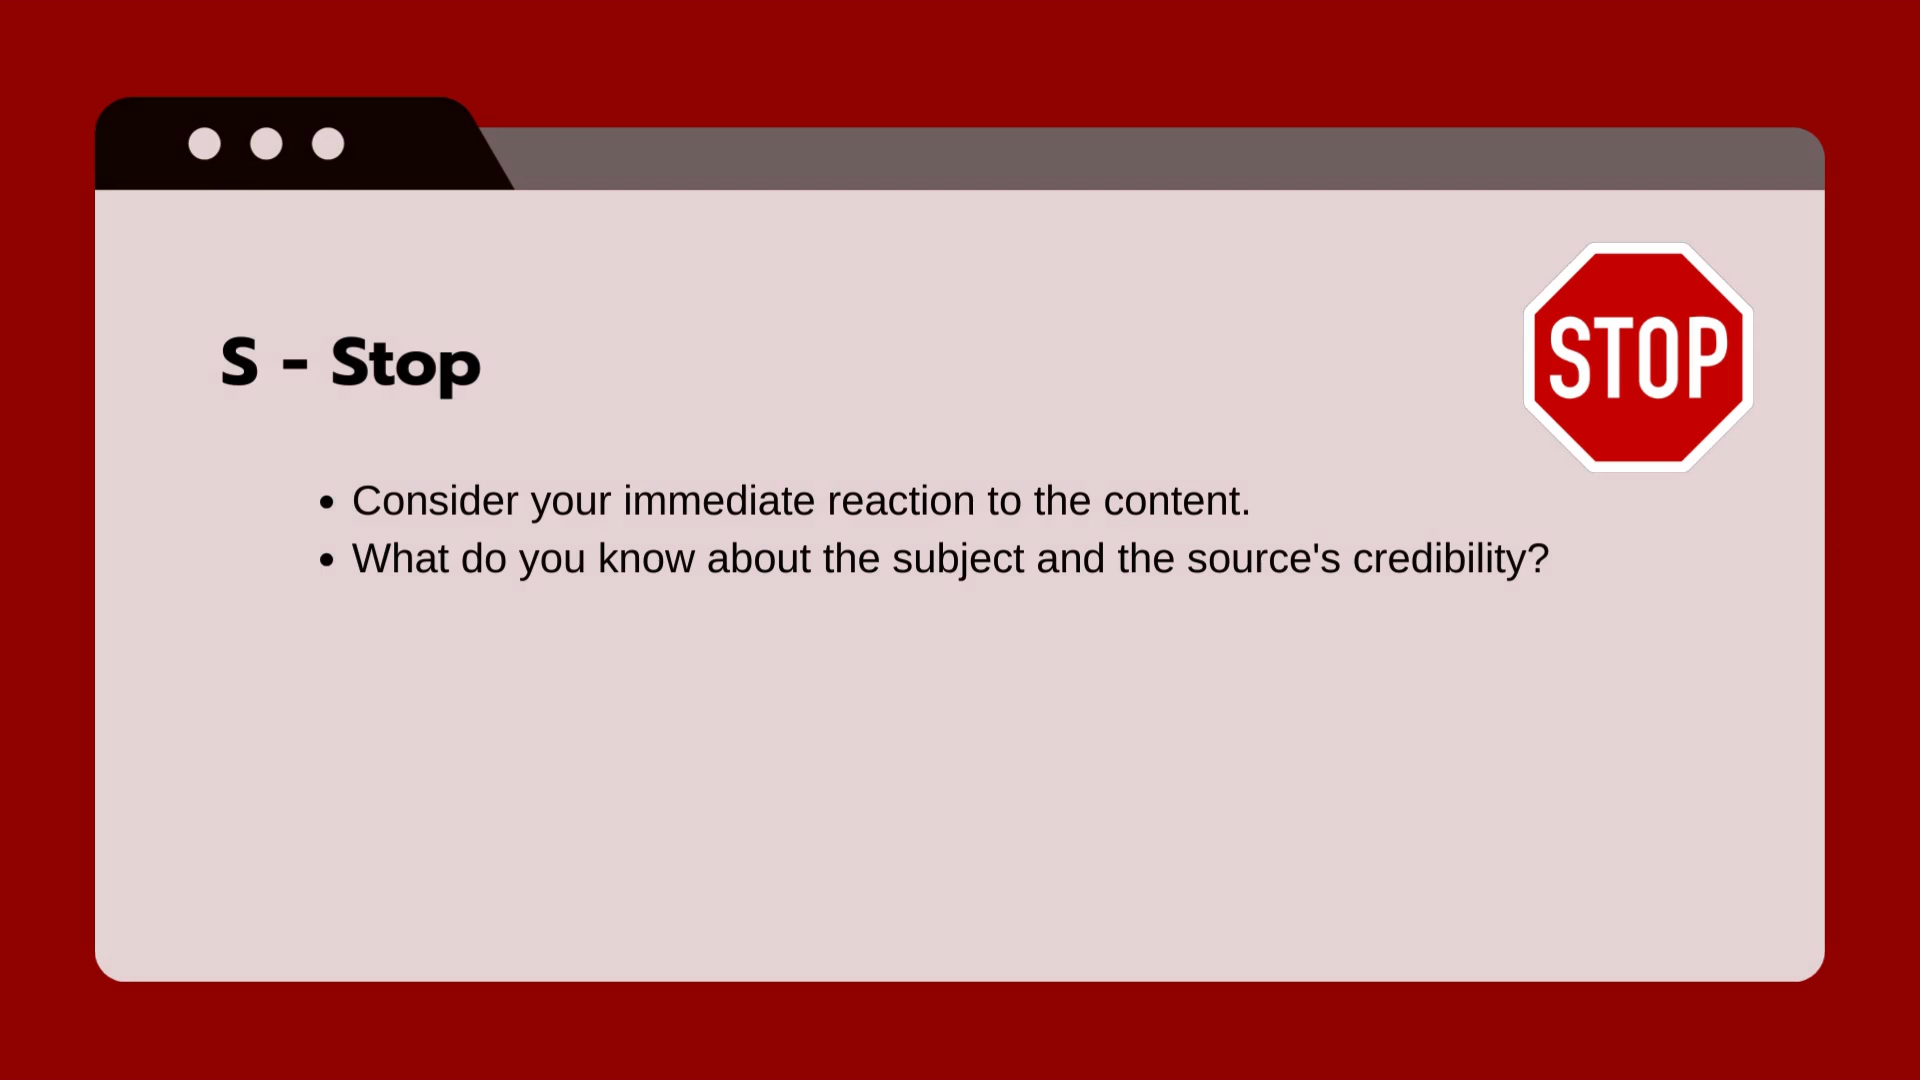 STOP
S - Stop
• Consider your immediate reaction to the content.
• What do you know about the subject and the source's credibility?